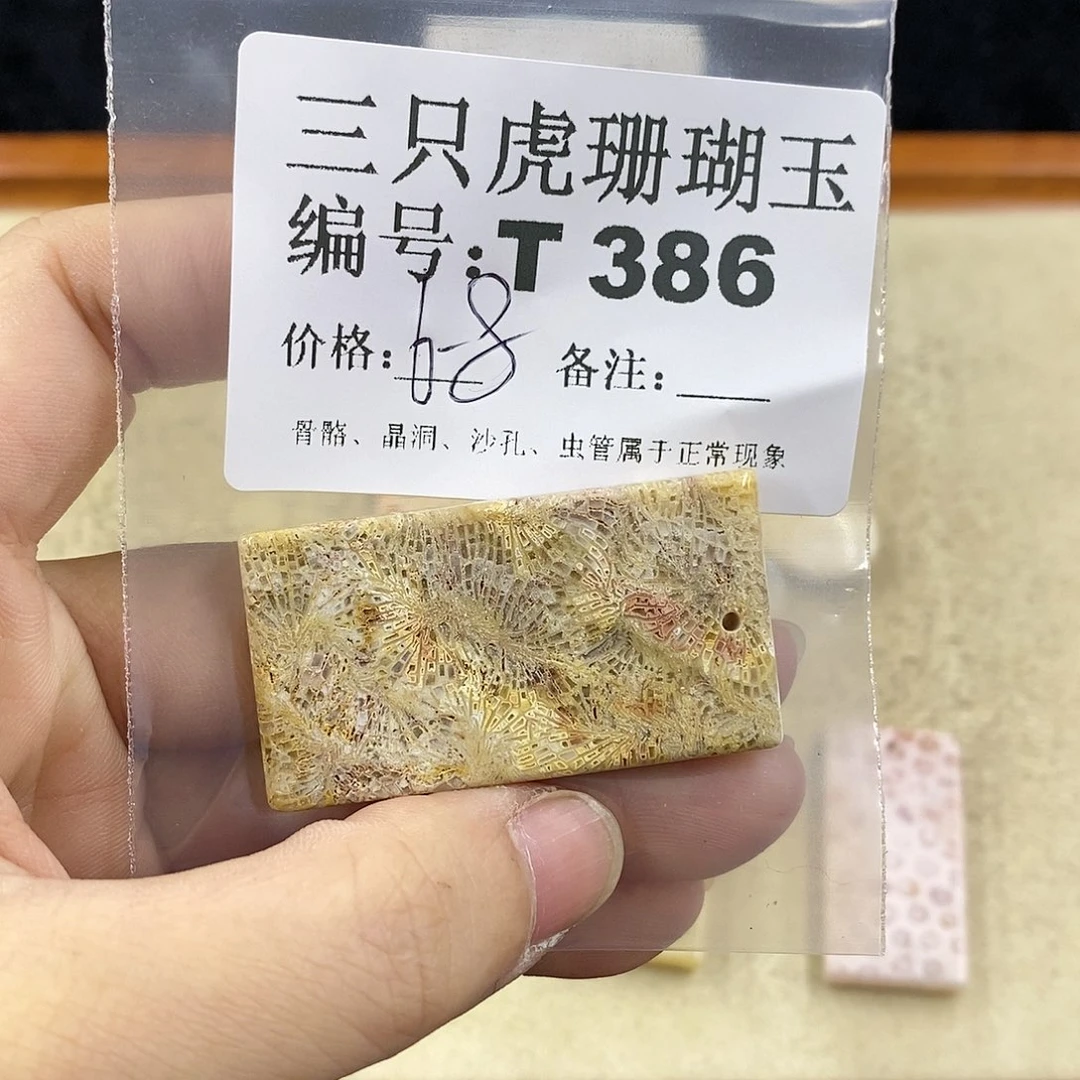 三只虎珊瑚玉
编号:T 386
价格:68 备注:____
骨骼、晶洞、沙孔、虫管属于正常现象